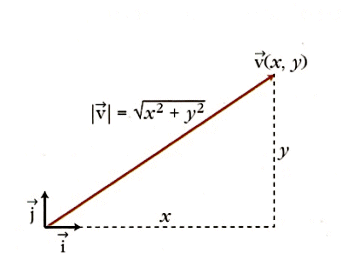 v⃗(x, y)
|v⃗| = √x² + y²
y
j⃗
x
i⃗